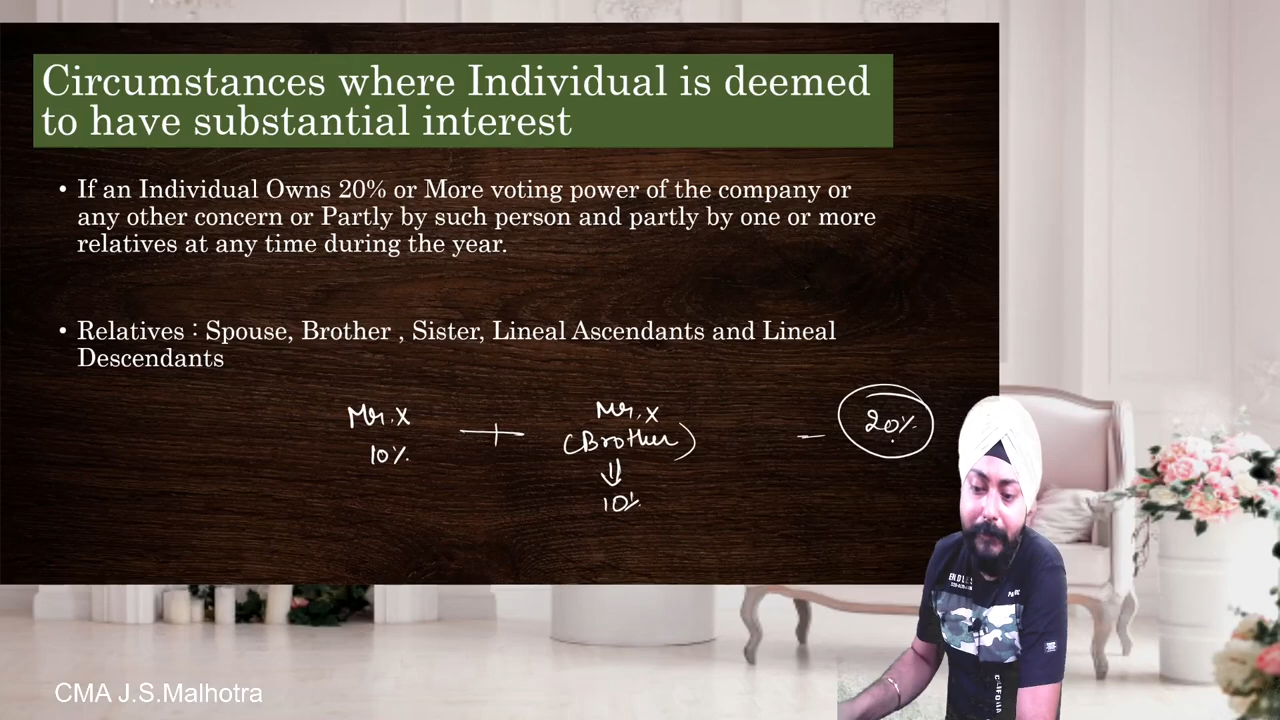 Circumstances where Individual is deemed
to have substantial interest
• If an Individual Owns 20% or More voting power of the company or
any other concern or Partly by such person and partly by one or more
relatives at any time during the year.
• Relatives : Spouse, Brother , Sister, Lineal Ascendants and Lineal
Descendants
Mr. X + Mr. X – 20%
10% (Brother)
⇓
10%
CMA J.S.Malhotra